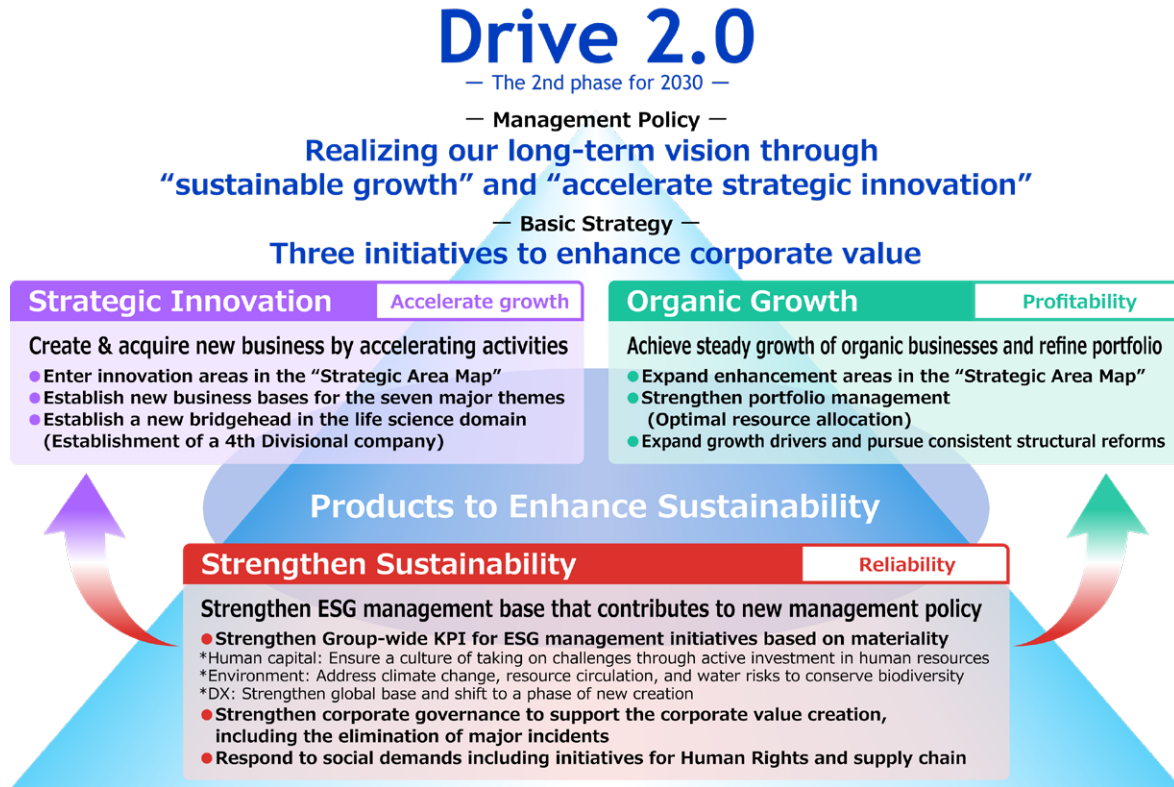 Drive 2.0
— The 2nd phase for 2030 —
— Management Policy —
Realizing our long-term vision through
“sustainable growth” and “accelerate strategic innovation”
— Basic Strategy —
Three initiatives to enhance corporate value
Strategic Innovation
Accelerate growth
Create & acquire new business by accelerating activities
●Enter innovation areas in the “Strategic Area Map”
●Establish new business bases for the seven major themes
●Establish a new bridgehead in the life science domain
(Establishment of a 4th Divisional company)
Organic Growth
Profitability
Achieve steady growth of organic businesses and refine portfolio
●Expand enhancement areas in the “Strategic Area Map”
●Strengthen portfolio management
(Optimal resource allocation)
●Expand growth drivers and pursue consistent structural reforms
Products to Enhance Sustainability
Strengthen Sustainability
Reliability
Strengthen ESG management base that contributes to new management policy
●Strengthen Group-wide KPI for ESG management initiatives based on materiality
*Human capital: Ensure a culture of taking on challenges through active investment in human resources
*Environment: Address climate change, resource circulation, and water risks to conserve biodiversity
*DX: Strengthen global base and shift to a phase of new creation
●Strengthen corporate governance to support the corporate value creation,
including the elimination of major incidents
●Respond to social demands including initiatives for Human Rights and supply chain